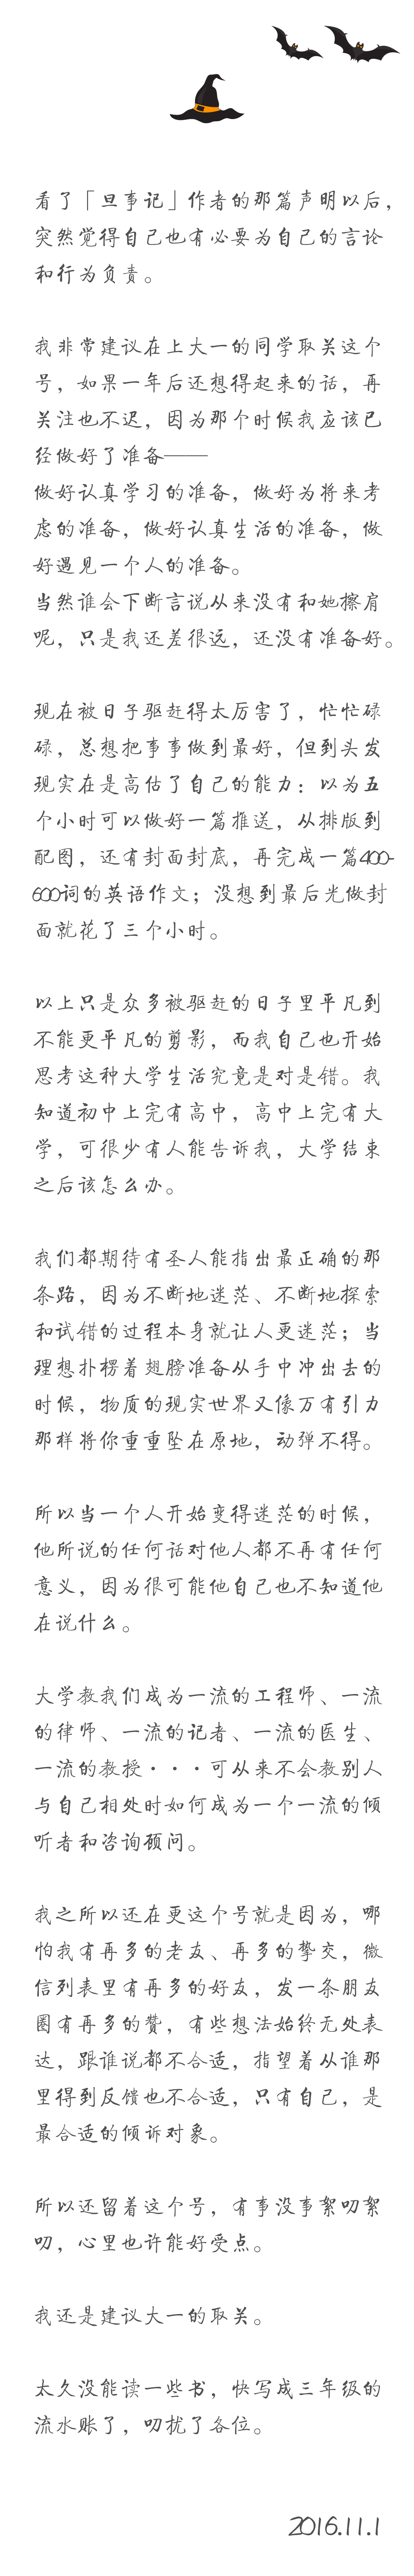 看了「旦事记」作者的那篇声明以后，
突然觉得自己也有必要为自己的言论
和行为负责。
我非常建议在上大一的同学取关这个
号，如果一年后还想得起来的话，再
关注也不迟，因为那个时候我应该已
经做好了准备——
做好认真学习的准备，做好为将来考
虑的准备，做好认真生活的准备，做
好遇见一个人的准备。
当然谁会下断言说从来没有和她擦肩
呢，只是我还差很远，还没有准备好。
现在被日子驱赶得太厉害了，忙忙碌
碌，总想把事事做到最好，但到头发
现实在是高估了自己的能力：以为五
个小时可以做好一篇推送，从排版到
配图，还有封面封底，再完成一篇400-
600词的英语作文；没想到最后光做封
面就花了三个小时。
以上只是众多被驱赶的日子里平凡到
不能更平凡的剪影，而我自己也开始
思考这种大学生活究竟是对是错。我
知道初中上完有高中，高中上完有大
学，可很少有人能告诉我，大学结束
之后该怎么办。
我们都期待有圣人能指出最正确的那
条路，因为不断地迷茫、不断地探索
和试错的过程本身就让人更迷茫；当
理想扑楞着翅膀准备从手中冲出去的
时候，物质的现实世界又像万有引力
那样将你重重坠在原地，动弹不得。
所以当一个人开始变得迷茫的时候，
他所说的任何话对他人都不再有任何
意义，因为很可能他自己也不知道他
在说什么。
大学教我们成为一流的工程师、一流
的律师、一流的记者、一流的医生、
一流的教授···可从来不会教别人
与自己相处时如何成为一个一流的倾
听者和咨询顾问。
我之所以还在更这个号就是因为，哪
怕我有再多的老友、再多的挚交，微
信列表里有再多的好友，发一条朋友
圈有再多的赞，有些想法始终无处表
达，跟谁说都不合适，指望着从谁那
里得到反馈也不合适，只有自己，是
最合适的倾诉对象。
所以还留着这个号，有事没事絮叨絮
叨，心里也许能好受点。
我还是建议大一的取关。
太久没能读一些书，快写成三年级的
流水账了，叨扰了各位。
2016.11.1